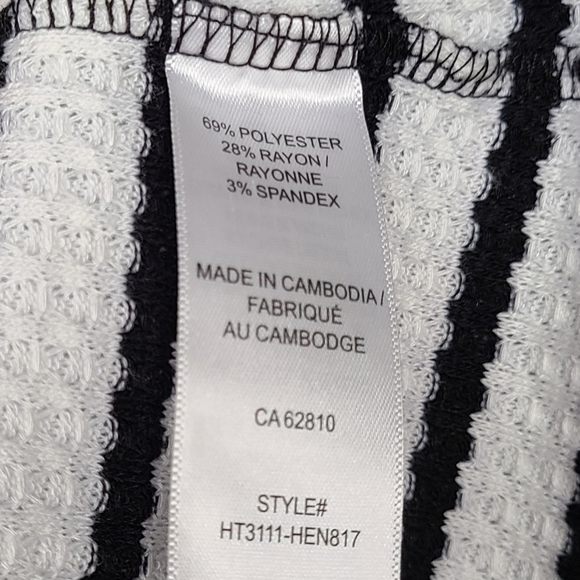 69% POLYESTER
28% RAYON /
RAYONNE
3% SPANDEX
MADE IN CAMBODIA /
FABRIQUÉ
AU CAMBODGE
CA 62810
STYLE#
HT3111-HEN817